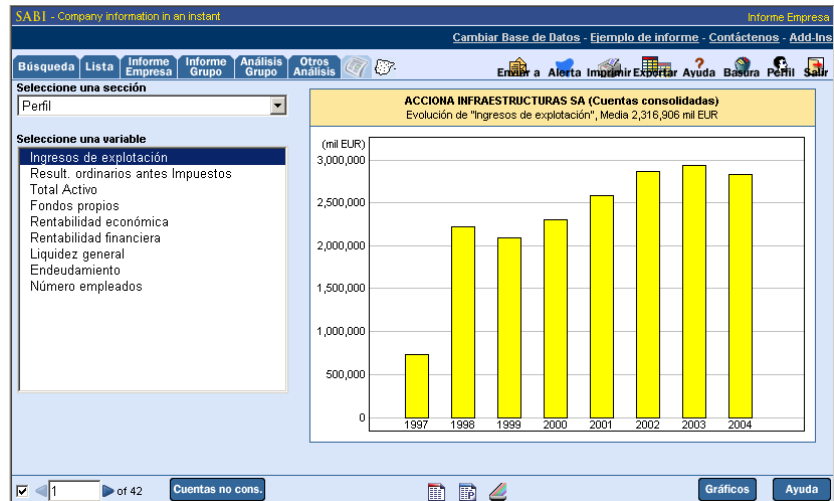 SABI - Company information in an instant
Informe Empresa
Cambiar Base de Datos - Ejemplo de informe - Contáctenos - Add-Ins
Búsqueda
Lista
Informe Empresa
Informe Grupo
Análisis Grupo
Otros Análisis
Enviar a
Alerta
Imprimir
Exportar
Ayuda
Basura
Perfil
Salir
Seleccione una sección
Perfil
Seleccione una variable
Ingresos de explotación
Result. ordinarios antes Impuestos
Total Activo
Fondos propios
Rentabilidad económica
Rentabilidad financiera
Liquidez general
Endeudamiento
Número empleados
ACCIONA INFRAESTRUCTURAS SA (Cuentas consolidadas)
Evolución de "Ingresos de explotación", Media 2,316,906 mil EUR
(mil EUR)
3,000,000
2,500,000
2,000,000
1,500,000
1,000,000
500,000
0
1997 1998 1999 2000 2001 2002 2003 2004
1 of 42
Cuentas no cons.
Gráficos
Ayuda